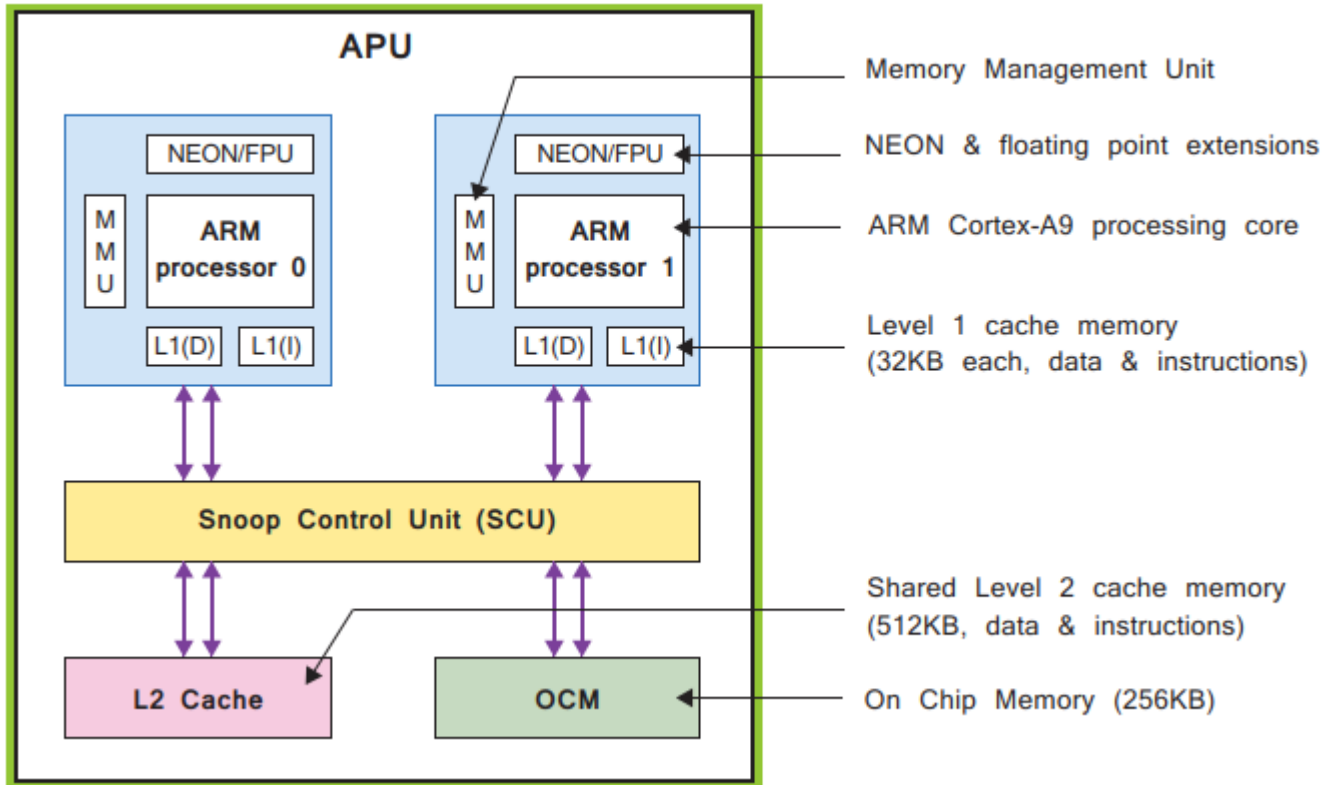 APU
NEON/FPU
M
M
U
ARM
processor 0
L1(D)
L1(I)
NEON/FPU
M
M
U
ARM
processor 1
L1(D)
L1(I)
Snoop Control Unit (SCU)
L2 Cache
OCM
Memory Management Unit
NEON & floating point extensions
ARM Cortex-A9 processing core
Level 1 cache memory
(32KB each, data & instructions)
Shared Level 2 cache memory
(512KB, data & instructions)
On Chip Memory (256KB)